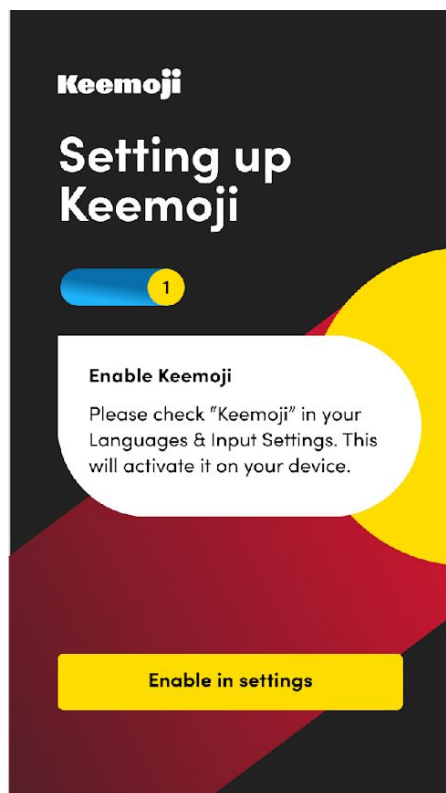 Keemoji
Setting up
Keemoji
1
Enable Keemoji
Please check "Keemoji" in your
Languages & Input Settings. This
will activate it on your device.
Enable in settings